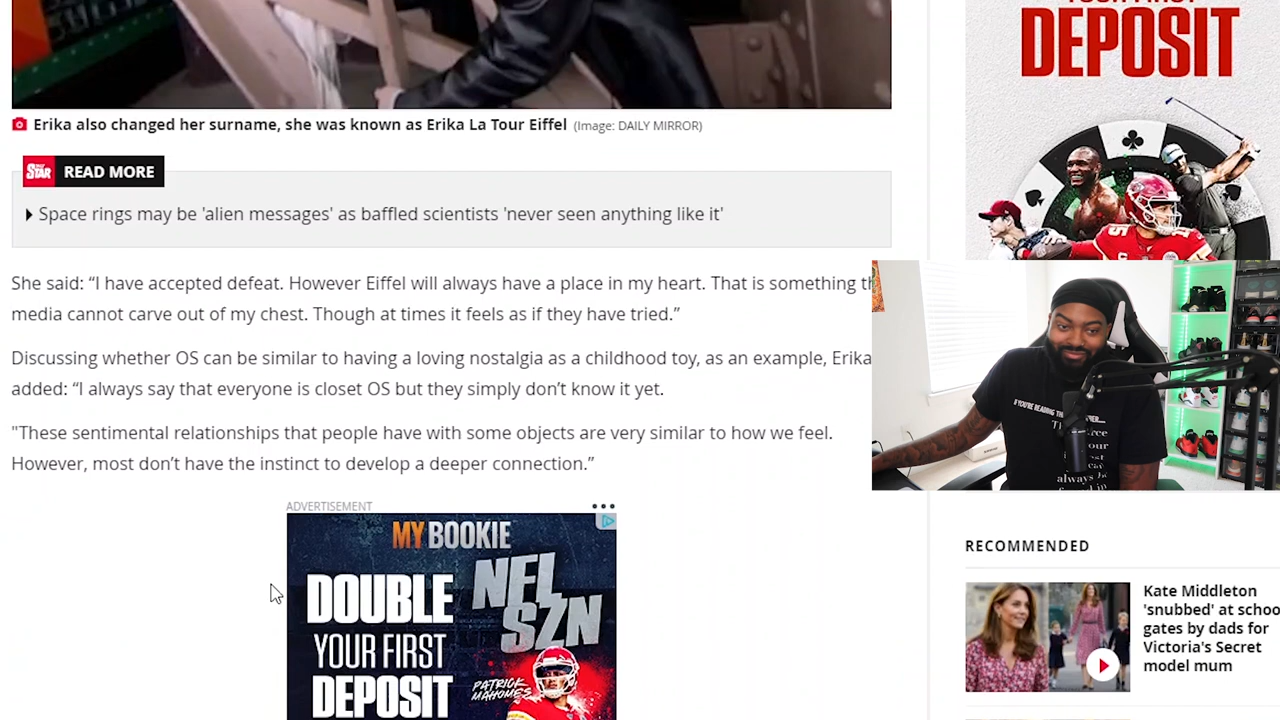 YOUR FIRST
DEPOSIT
Erika also changed her surname, she was known as Erika La Tour Eiffel (Image: DAILY MIRROR)
STAR READ MORE
Space rings may be 'alien messages' as baffled scientists 'never seen anything like it'
She said: “I have accepted defeat. However Eiffel will always have a place in my heart. That is something th
media cannot carve out of my chest. Though at times it feels as if they have tried.”
Discussing whether OS can be similar to having a loving nostalgia as a childhood toy, as an example, Erika
added: “I always say that everyone is closet OS but they simply don’t know it yet.
"These sentimental relationships that people have with some objects are very similar to how we feel.
However, most don’t have the instinct to develop a deeper connection.”
ADVERTISEMENT
MYBOOKIE
DOUBLE
YOUR FIRST
DEPOSIT
NFL
SZN
PATRICK
MAHOMES
RECOMMENDED
Kate Middleton
'snubbed' at schoo
gates by dads for
Victoria's Secret
model mum